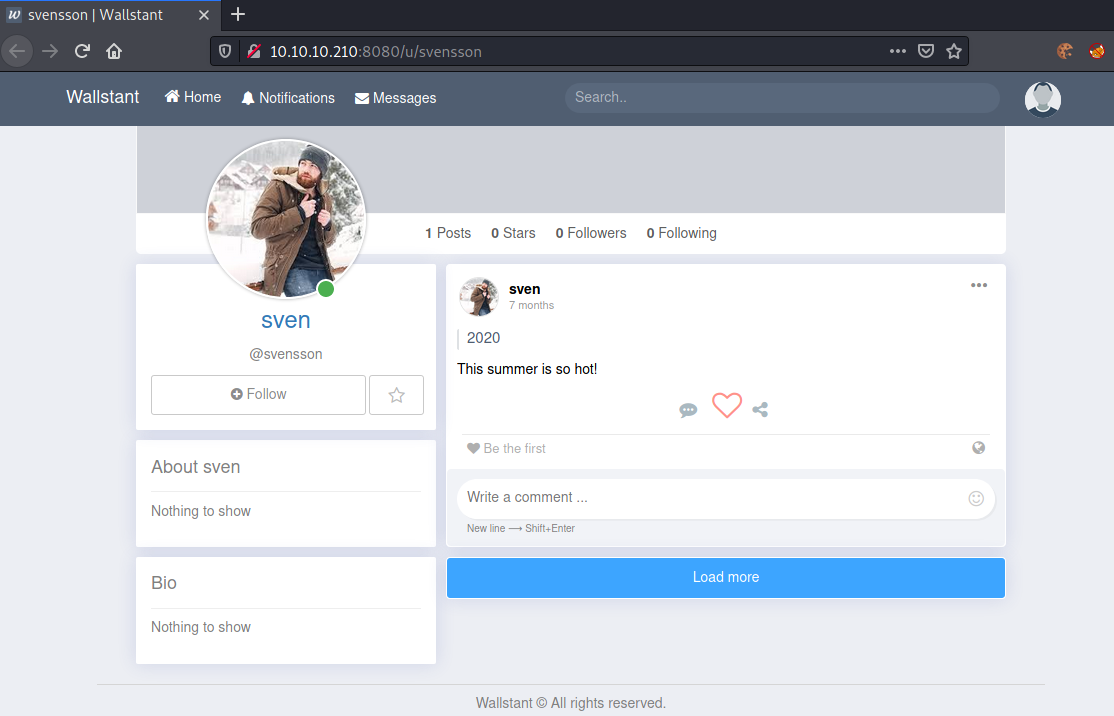 svensson | Wallstant
10.10.10.210:8080/u/svensson
Wallstant Home Notifications Messages Search..
1 Posts 0 Stars 0 Followers 0 Following
sven
@svensson
Follow
About sven
Nothing to show
Bio
Nothing to show
sven
7 months
2020
This summer is so hot!
Be the first
Write a comment ...
New line ⟶ Shift+Enter
Load more
Wallstant © All rights reserved.